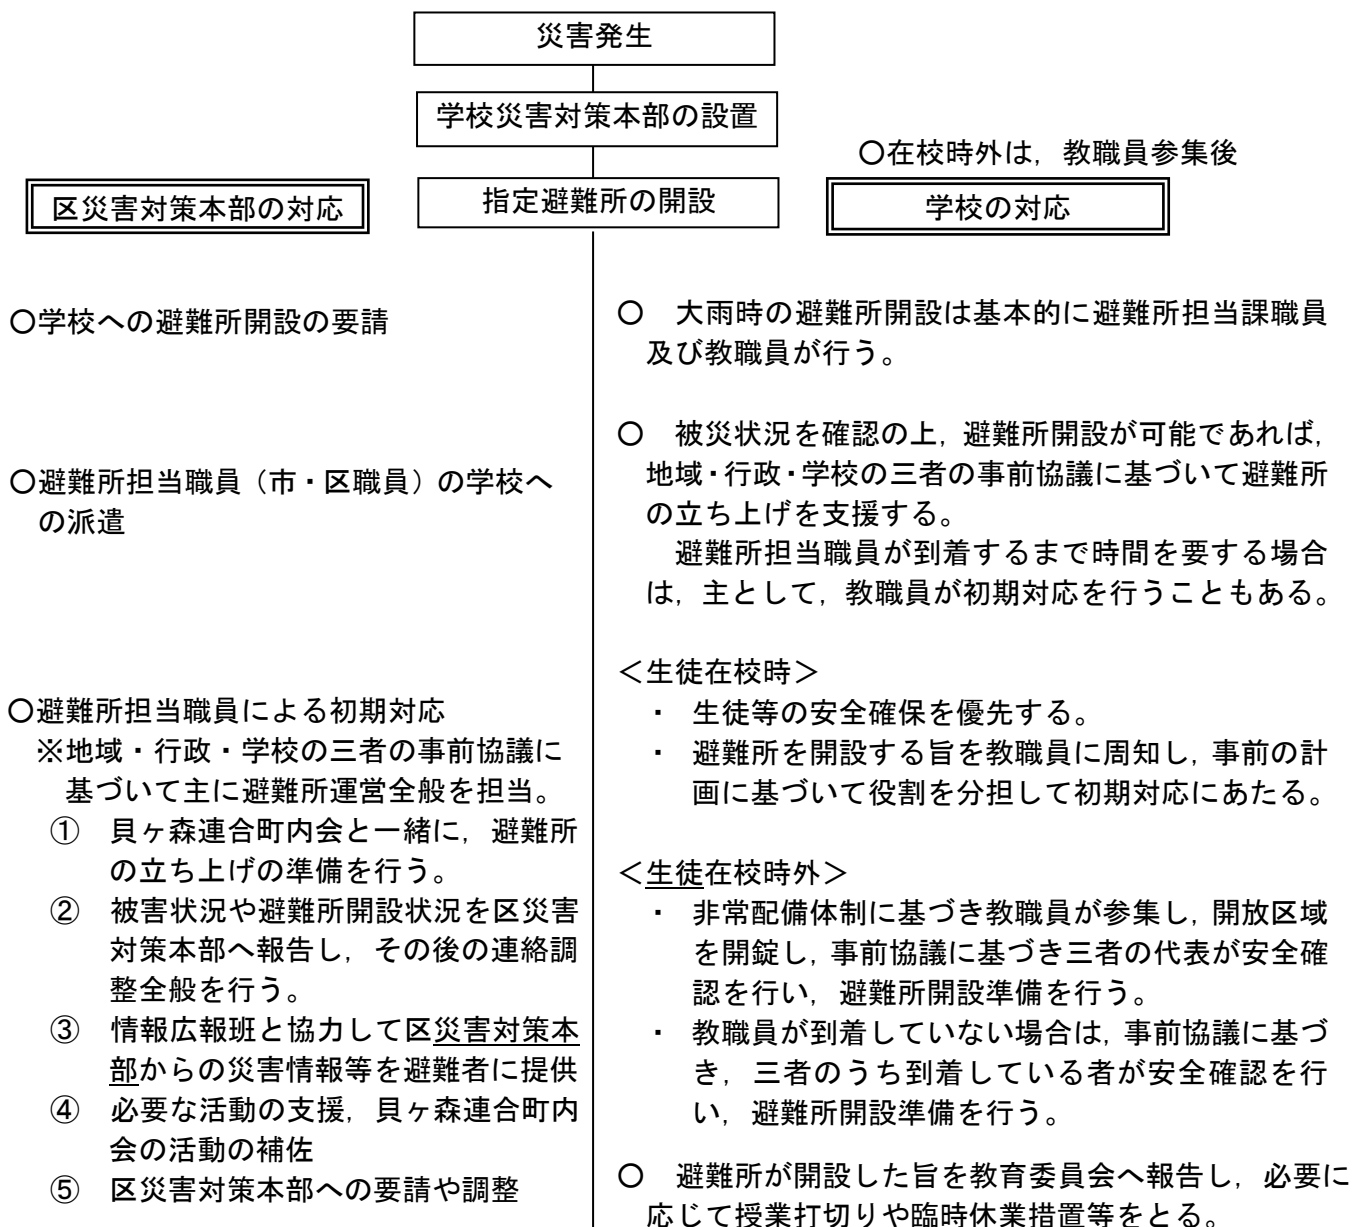 災害発生
学校災害対策本部の設置
〇在校時外は，教職員参集後
区災害対策本部の対応
指定避難所の開設
学校の対応
〇学校への避難所開設の要請
〇避難所担当職員（市・区職員）の学校へ
の派遣
〇避難所担当職員による初期対応
※地域・行政・学校の三者の事前協議に
基づいて主に避難所運営全般を担当。
① 貝ヶ森連合町内会と一緒に，避難所
の立ち上げの準備を行う。
② 被害状況や避難所開設状況を区災害
対策本部へ報告し，その後の連絡調
整全般を行う。
③ 情報広報班と協力して区災害対策本
部からの災害情報等を避難者に提供
④ 必要な活動の支援，貝ヶ森連合町内
会の活動の補佐
⑤ 区災害対策本部への要請や調整
〇 大雨時の避難所開設は基本的に避難所担当課職員
及び教職員が行う。
〇 被災状況を確認の上，避難所開設が可能であれば，
地域・行政・学校の三者の事前協議に基づいて避難所
の立ち上げを支援する。
避難所担当職員が到着するまで時間を要する場合
は，主として，教職員が初期対応を行うこともある。
＜生徒在校時＞
・ 生徒等の安全確保を優先する。
・ 避難所を開設する旨を教職員に周知し，事前の計
画に基づいて役割を分担して初期対応にあたる。
＜生徒在校時外＞
・ 非常配備体制に基づき教職員が参集し，開放区域
を開錠し，事前協議に基づき三者の代表が安全確
認を行い，避難所開設準備を行う。
・ 教職員が到着していない場合は，事前協議に基づ
き，三者のうち到着している者が安全確認を行
い，避難所開設準備を行う。
〇 避難所が開設した旨を教育委員会へ報告し，必要に
応じて授業打切りや臨時休業措置等をとる。